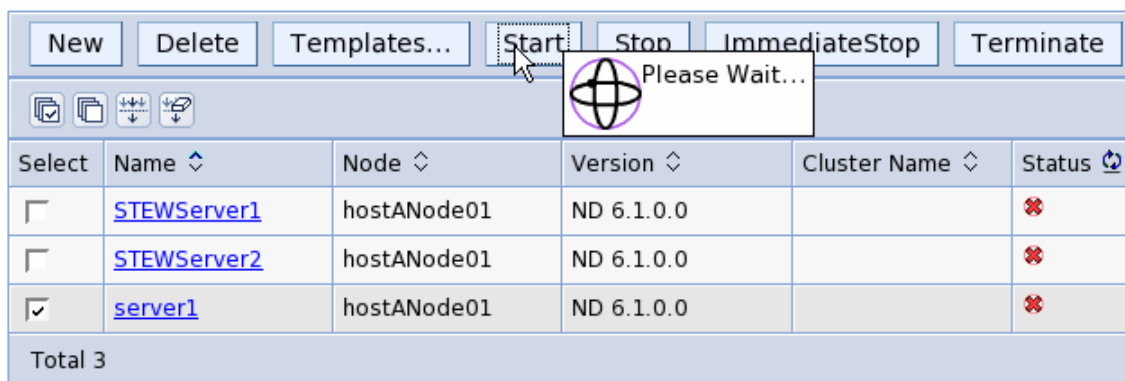 New Delete Templates... Start Stop ImmediateStop Terminate
Please Wait...
Select Name Node Version Cluster Name Status
STEWServer1 hostANode01 ND 6.1.0.0
STEWServer2 hostANode01 ND 6.1.0.0
server1 hostANode01 ND 6.1.0.0
Total 3